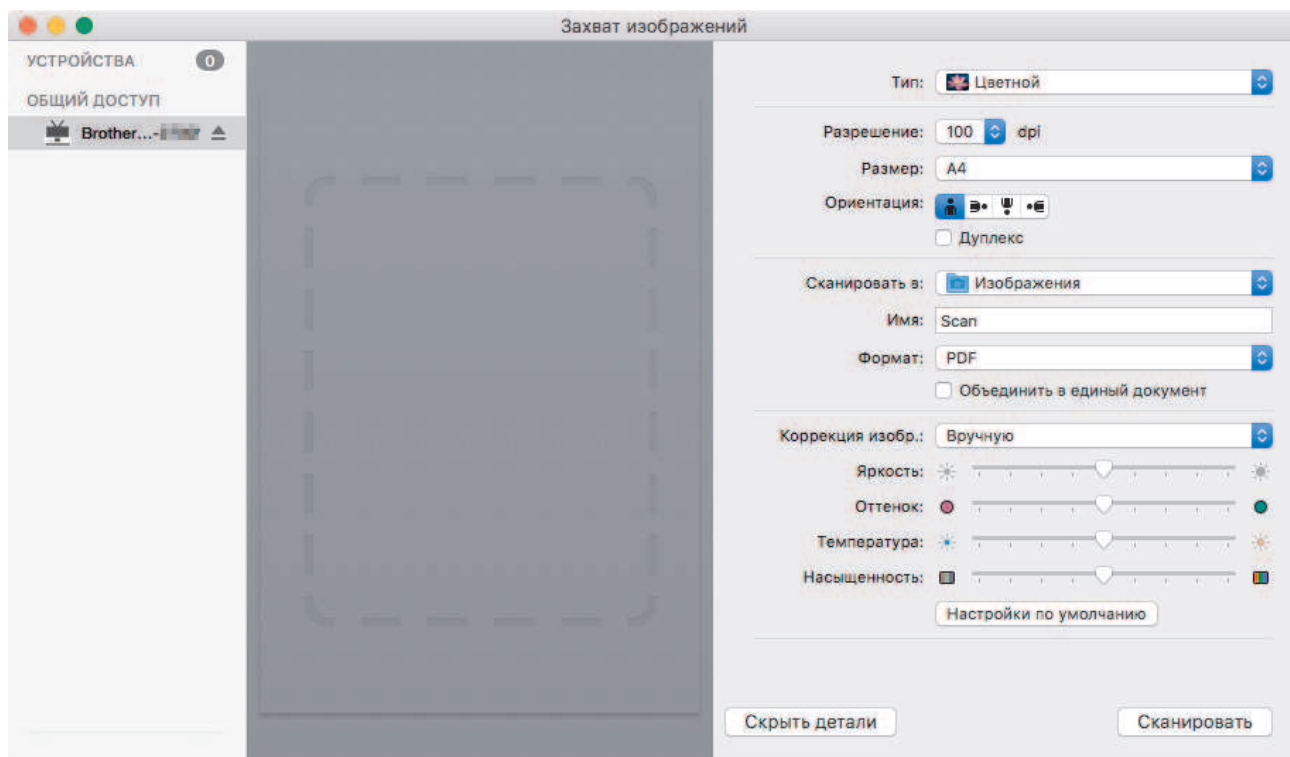 Захват изображений
УСТРОЙСТВА 0
ОБЩИЙ ДОСТУП
Brother...-
Тип: Цветной
Разрешение: 100 dpi
Размер: A4
Ориентация:
Дуплекс
Сканировать в: Изображения
Имя: Scan
Формат: PDF
Объединить в единый документ
Коррекция изобр.: Вручную
Яркость:
Оттенок:
Температура:
Насыщенность:
Настройки по умолчанию
Скрыть детали
Сканировать